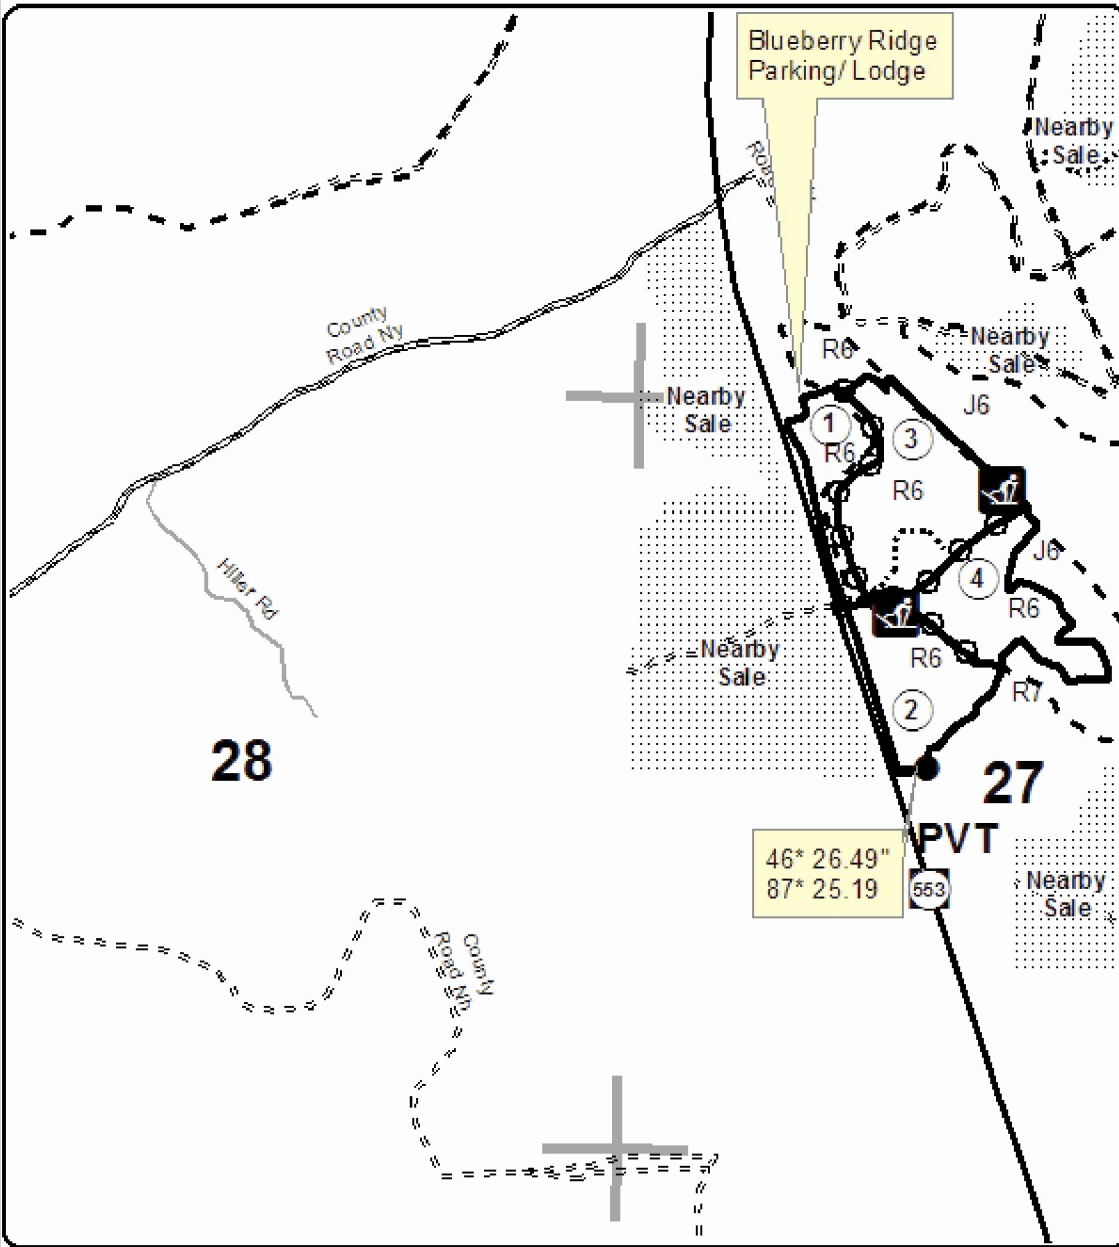 Blueberry Ridge
Parking/ Lodge
Nearby
Sale
County
Road Ny
Nearby
Sale
R6
J6
Nearby
Sale
1
R6
3
R6
J6
4
R6
Hiller Rd
Nearby
Sale
R6
R7
2
28
27
PVT
46* 26.49"
87* 25.19
553
Nearby
Sale
County
Road